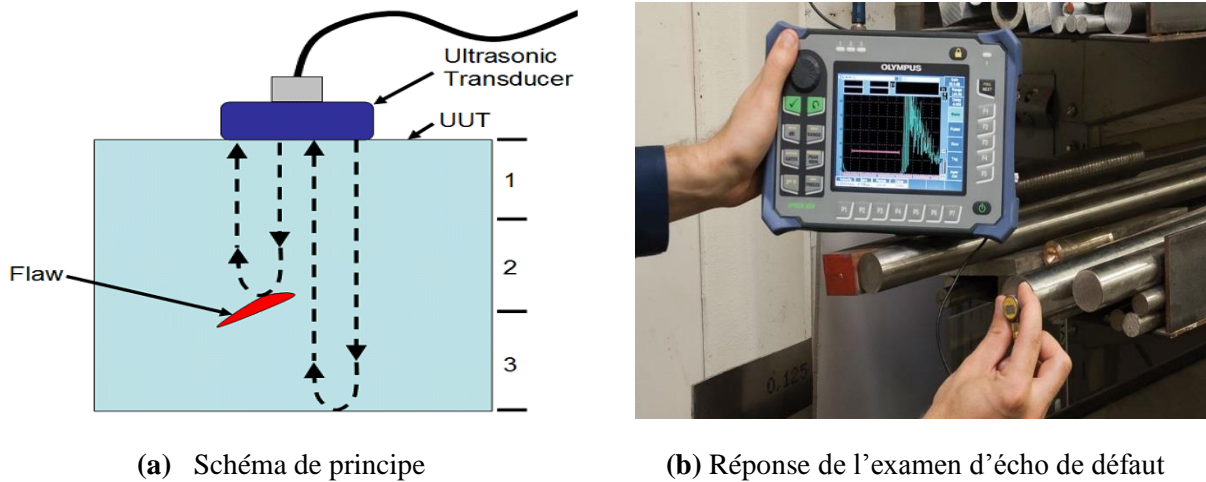 Ultrasonic
Transducer
UUT
1
2
Flaw
3
OLYMPUS
0.125
(a) Schéma de principe
(b) Réponse de l’examen d’écho de défaut